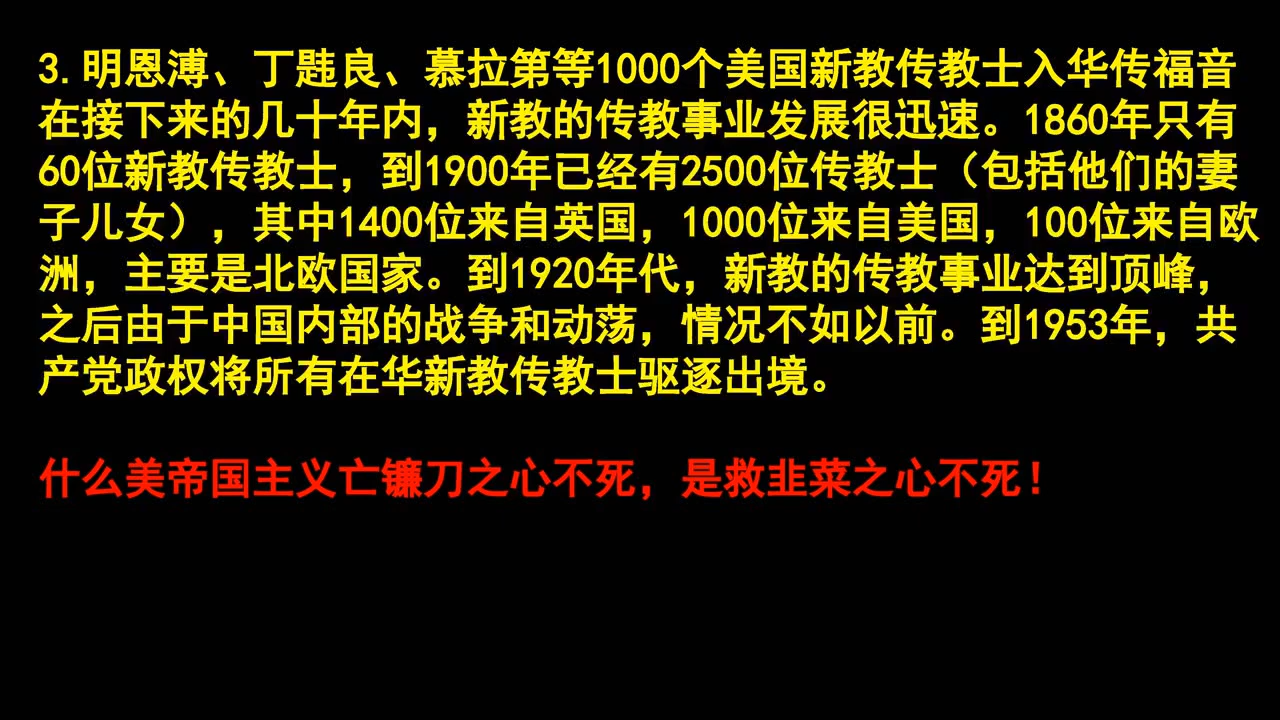 3.明恩溥、丁韪良、慕拉第等1000个美国新教传教士入华传福音
在接下来的几十年内，新教的传教事业发展很迅速。1860年只有
60位新教传教士，到1900年已经有2500位传教士（包括他们的妻
子儿女），其中1400位来自英国，1000位来自美国，100位来自欧
洲，主要是北欧国家。到1920年代，新教的传教事业达到顶峰，
之后由于中国内部的战争和动荡，情况不如以前。到1953年，共
产党政权将所有在华新教传教士驱逐出境。
什么美帝国主义亡镰刀之心不死，是救韭菜之心不死！